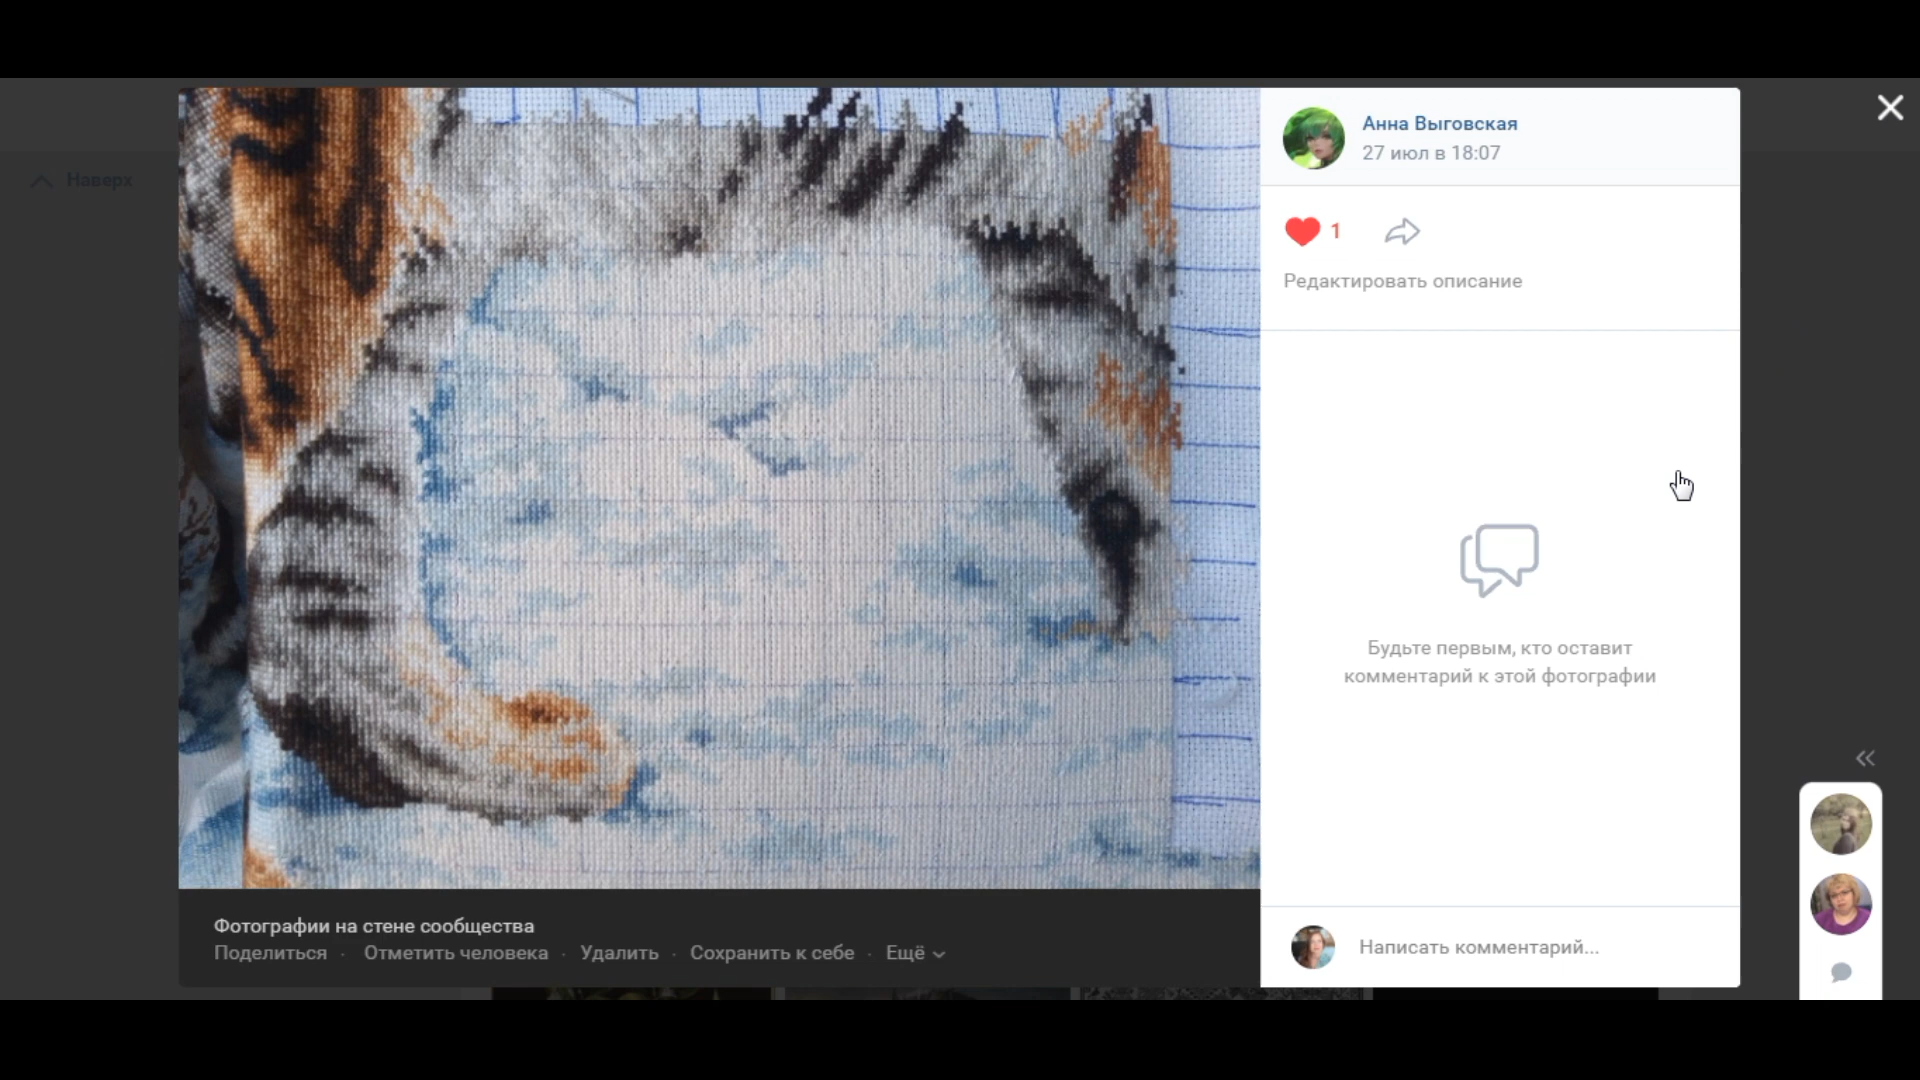 Наверх
Анна Выговская
27 июл в 18:07
1
Редактировать описание
Будьте первым, кто оставит
комментарий к этой фотографии
Фотографии на стене сообщества
Поделиться · Отметить человека · Удалить · Сохранить к себе · Ещё
Написать комментарий...